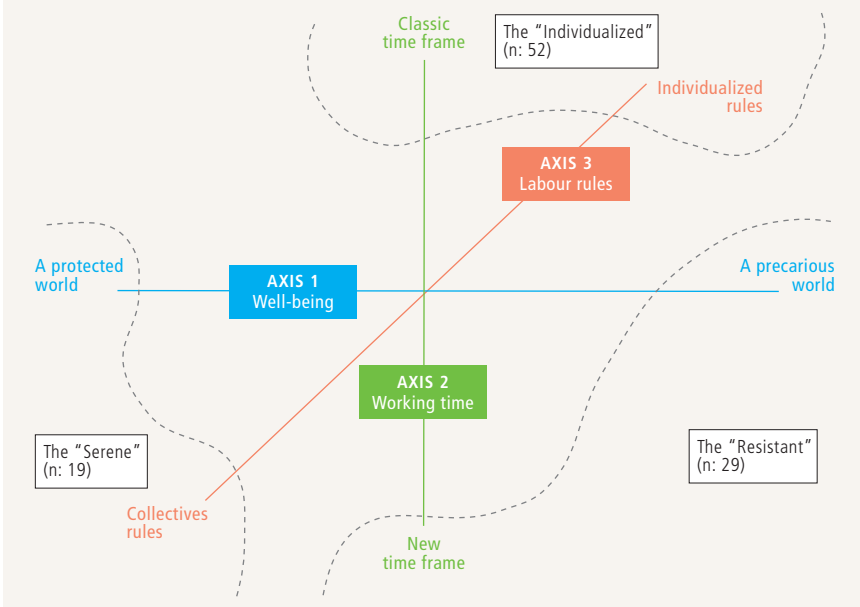 Classic
time frame
The “Individualized”
(n: 52)
Individualized
rules
AXIS 3
Labour rules
A protected
world
AXIS 1
Well-being
A precarious
world
AXIS 2
Working time
The “Serene”
(n: 19)
The “Resistant”
(n: 29)
Collectives
rules
New
time frame